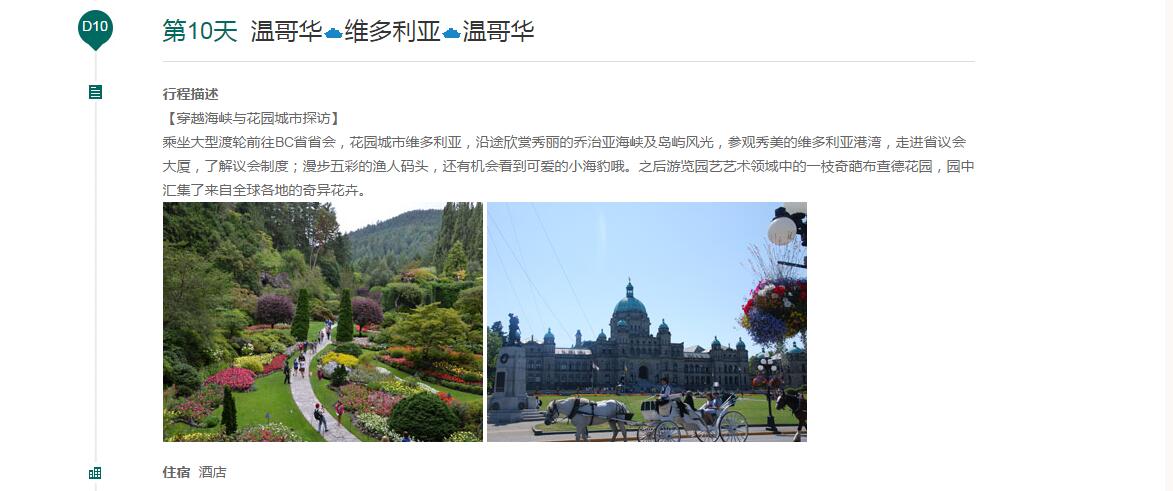 D10
第10天 温哥华维多利亚温哥华
行程描述
【穿越海峡与花园城市探访】
乘坐大型渡轮前往BC省省会，花园城市维多利亚，沿途欣赏秀丽的乔治亚海峡及岛屿风光，参观秀美的维多利亚港湾，走进省议会
大厦，了解议会制度；漫步五彩的渔人码头，还有机会看到可爱的小海豹哦。之后游览园艺艺术领域中的一枝奇葩布查德花园，园中
汇集了来自全球各地的奇异花卉。
住宿 酒店